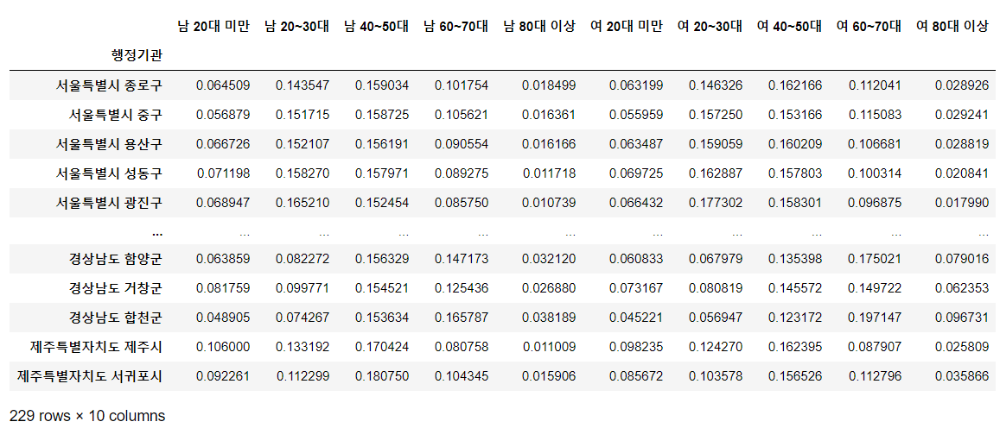 남 20대 미만 남 20~30대 남 40~50대 남 60~70대 남 80대 이상 여 20대 미만 여 20~30대 여 40~50대 여 60~70대 여 80대 이상
행정기관
서울특별시 종로구 0.064509 0.143547 0.159034 0.101754 0.018499 0.063199 0.146326 0.162166 0.112041 0.028926
서울특별시 중구 0.056879 0.151715 0.158725 0.105621 0.016361 0.055959 0.157250 0.153166 0.115083 0.029241
서울특별시 용산구 0.066726 0.152107 0.156191 0.090554 0.016166 0.063487 0.159059 0.160209 0.106681 0.028819
서울특별시 성동구 0.071198 0.158270 0.157971 0.089275 0.011718 0.069725 0.162887 0.157803 0.100314 0.020841
서울특별시 광진구 0.068947 0.165210 0.152454 0.085750 0.010739 0.066432 0.177302 0.158301 0.096875 0.017990
... ... ... ... ... ... ... ... ... ... ...
경상남도 함양군 0.063859 0.082272 0.156329 0.147173 0.032120 0.060833 0.067979 0.135398 0.175021 0.079016
경상남도 거창군 0.081759 0.099771 0.154521 0.125436 0.026880 0.073167 0.080819 0.145572 0.149722 0.062353
경상남도 합천군 0.048905 0.074267 0.153634 0.165787 0.038189 0.045221 0.056947 0.123172 0.197147 0.096731
제주특별자치도 제주시 0.106000 0.133192 0.170424 0.080758 0.011009 0.098235 0.124270 0.162395 0.087907 0.025809
제주특별자치도 서귀포시 0.092261 0.112299 0.180750 0.104345 0.015906 0.085672 0.103578 0.156526 0.112796 0.035866
229 rows × 10 columns